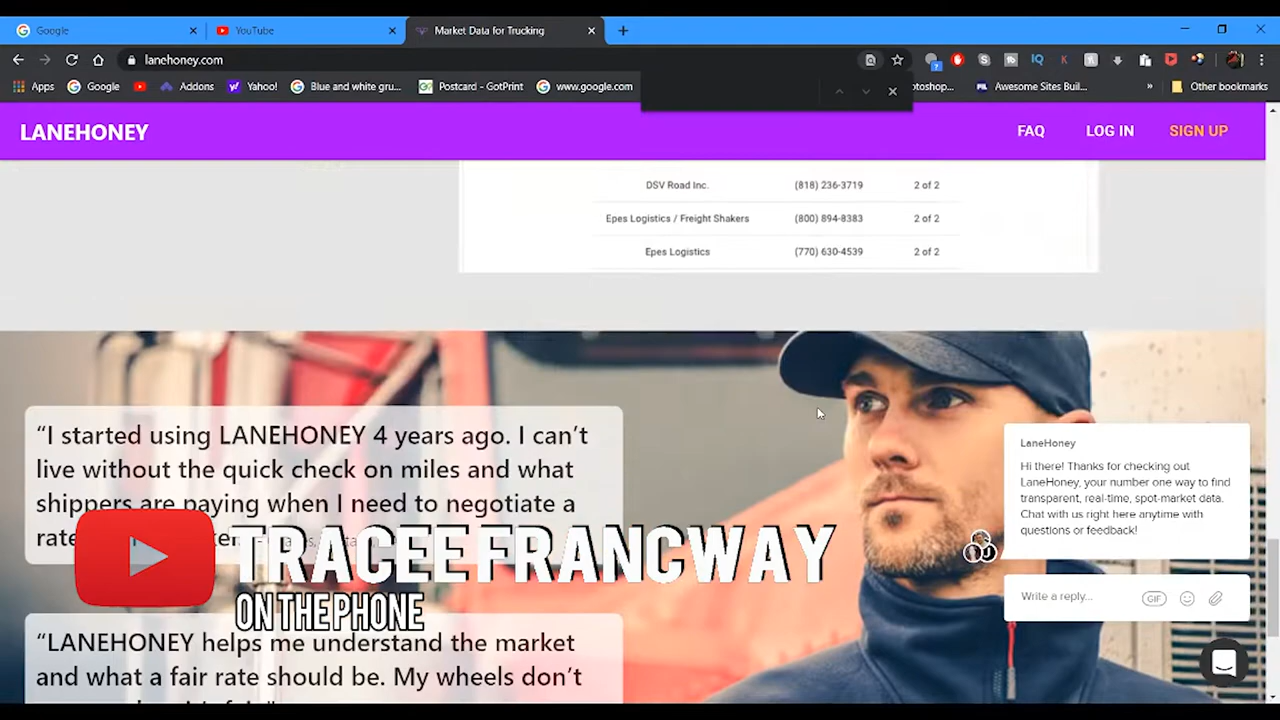 Google
YouTube
Market Data for Trucking
lanehoney.com
Apps
Google
Addons
Yahoo!
Blue and white gru...
Postcard - GotPrint
www.google.com
otoshop...
Awesome Sites Buil...
»
Other bookmarks
LANEHONEY
FAQ
LOG IN
SIGN UP
DSV Road Inc. (818) 236-3719 2 of 2
Epes Logistics / Freight Shakers (800) 894-8383 2 of 2
Epes Logistics (770) 630-4539 2 of 2
“I started using LANEHONEY 4 years ago. I can’t
live without the quick check on miles and what
shippers are paying when I need to negotiate a
rate
TRACEE FRANGWAY
ON THE PHONE
“LANEHONEY helps me understand the market
and what a fair rate should be. My wheels don’t
LaneHoney
Hi there! Thanks for checking out
LaneHoney, your number one way to find
transparent, real-time, spot-market data.
Chat with us right here anytime with
questions or feedback!
Write a reply...
GIF